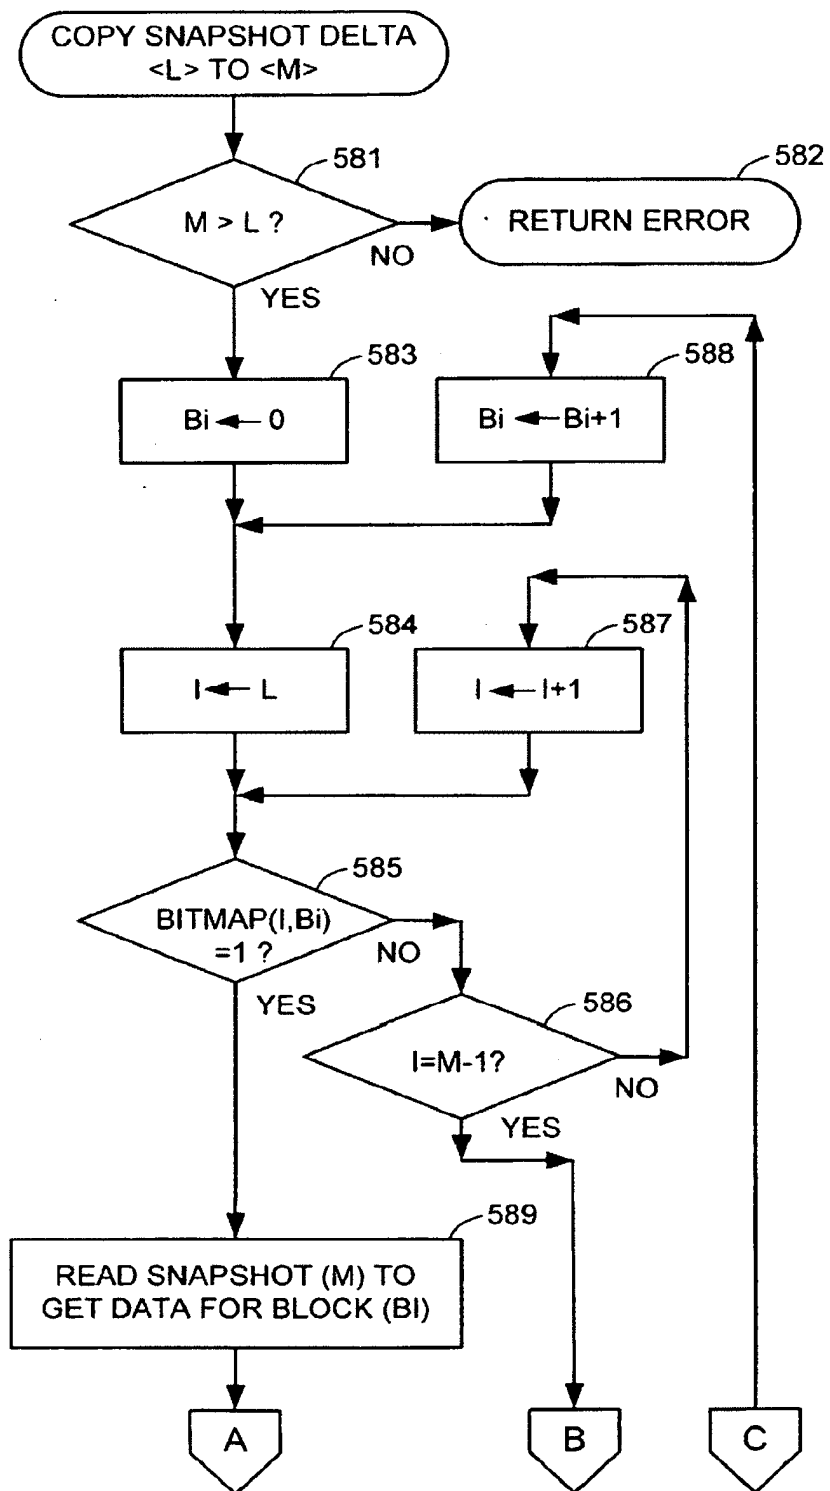 COPY SNAPSHOT DELTA
<L> TO <M>
581
M > L ?
NO
YES
582
RETURN ERROR
583
Bi ← 0
588
Bi ← Bi+1
584
I ← L
587
I ← I+1
585
BITMAP(I,Bi)
=1 ?
NO
YES
586
I=M-1?
NO
YES
589
READ SNAPSHOT (M) TO
GET DATA FOR BLOCK (BI)
A
B
C